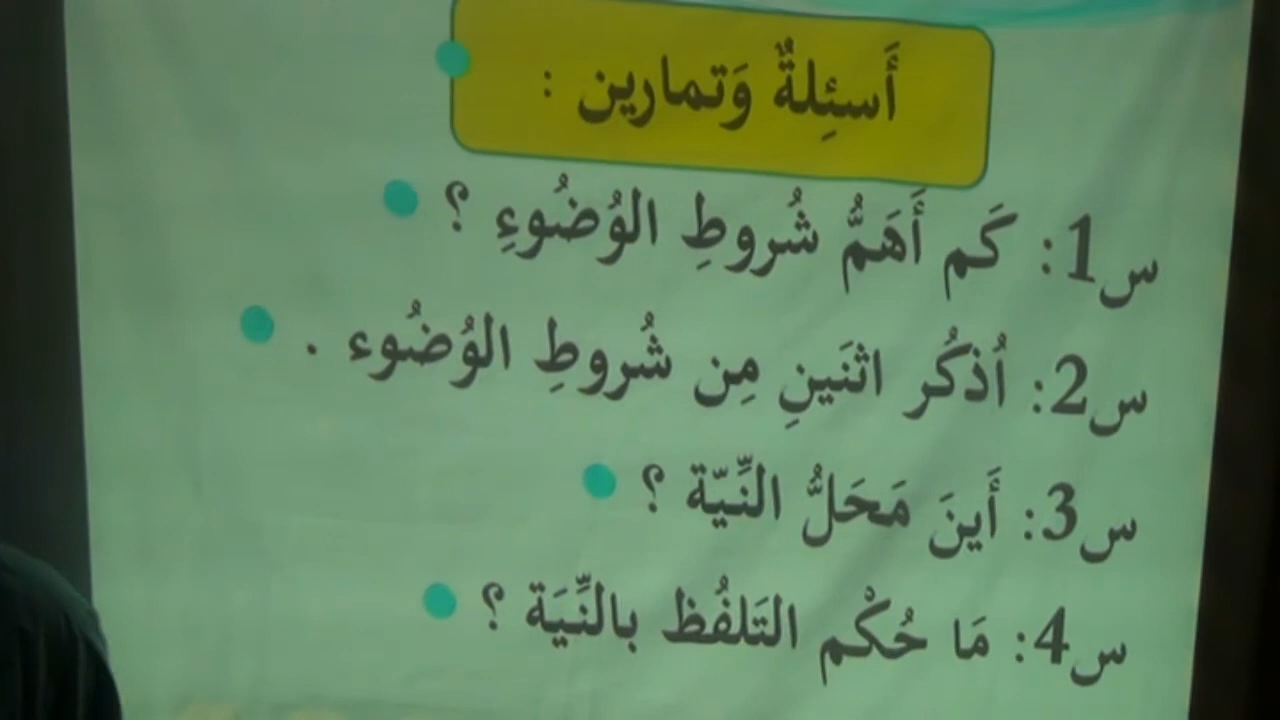 أَسئِلةٌ وَتمارين :
س1: كَم أَهَمُّ شُروطِ الوُضُوءِ ؟
س2: اُذكُر اثنَينِ مِن شُروطِ الوُضُوء .
س3: أَينَ مَحَلُّ النِّيّة ؟
س4: مَا حُكْم التَلفُظ بالنِّيَة ؟